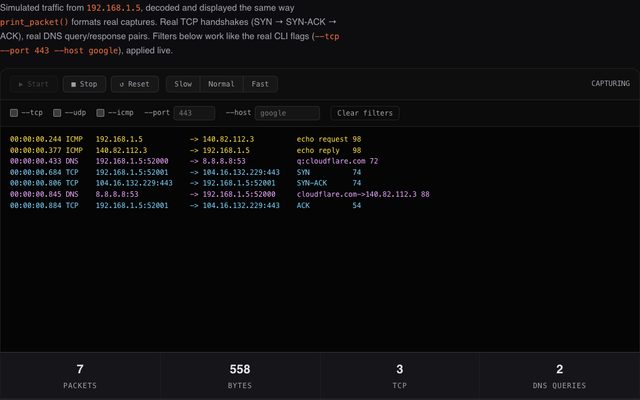 Simulated traffic from 192.168.1.5, decoded and displayed the same way
print_packet() formats real captures. Real TCP handshakes (SYN → SYN-ACK →
ACK), real DNS query/response pairs. Filters below work like the real CLI flags (--tcp
--port 443 --host google), applied live.
▶ Start ■ Stop ↺ Reset Slow Normal Fast CAPTURING
--tcp --udp --icmp --port 443 --host google Clear filters
00:00:00.244 ICMP 192.168.1.5 -> 140.82.112.3 echo request 98
00:00:00.377 ICMP 140.82.112.3 -> 192.168.1.5 echo reply 98
00:00:00.433 DNS 192.168.1.5:52000 -> 8.8.8.8:53 q:cloudflare.com 72
00:00:00.684 TCP 192.168.1.5:52001 -> 104.16.132.229:443 SYN 74
00:00:00.806 TCP 104.16.132.229:443 -> 192.168.1.5:52001 SYN-ACK 74
00:00:00.845 DNS 8.8.8.8:53 -> 192.168.1.5:52000 cloudflare.com->140.82.112.3 88
00:00:00.884 TCP 192.168.1.5:52001 -> 104.16.132.229:443 ACK 54
7 558 3 2
PACKETS BYTES TCP DNS QUERIES